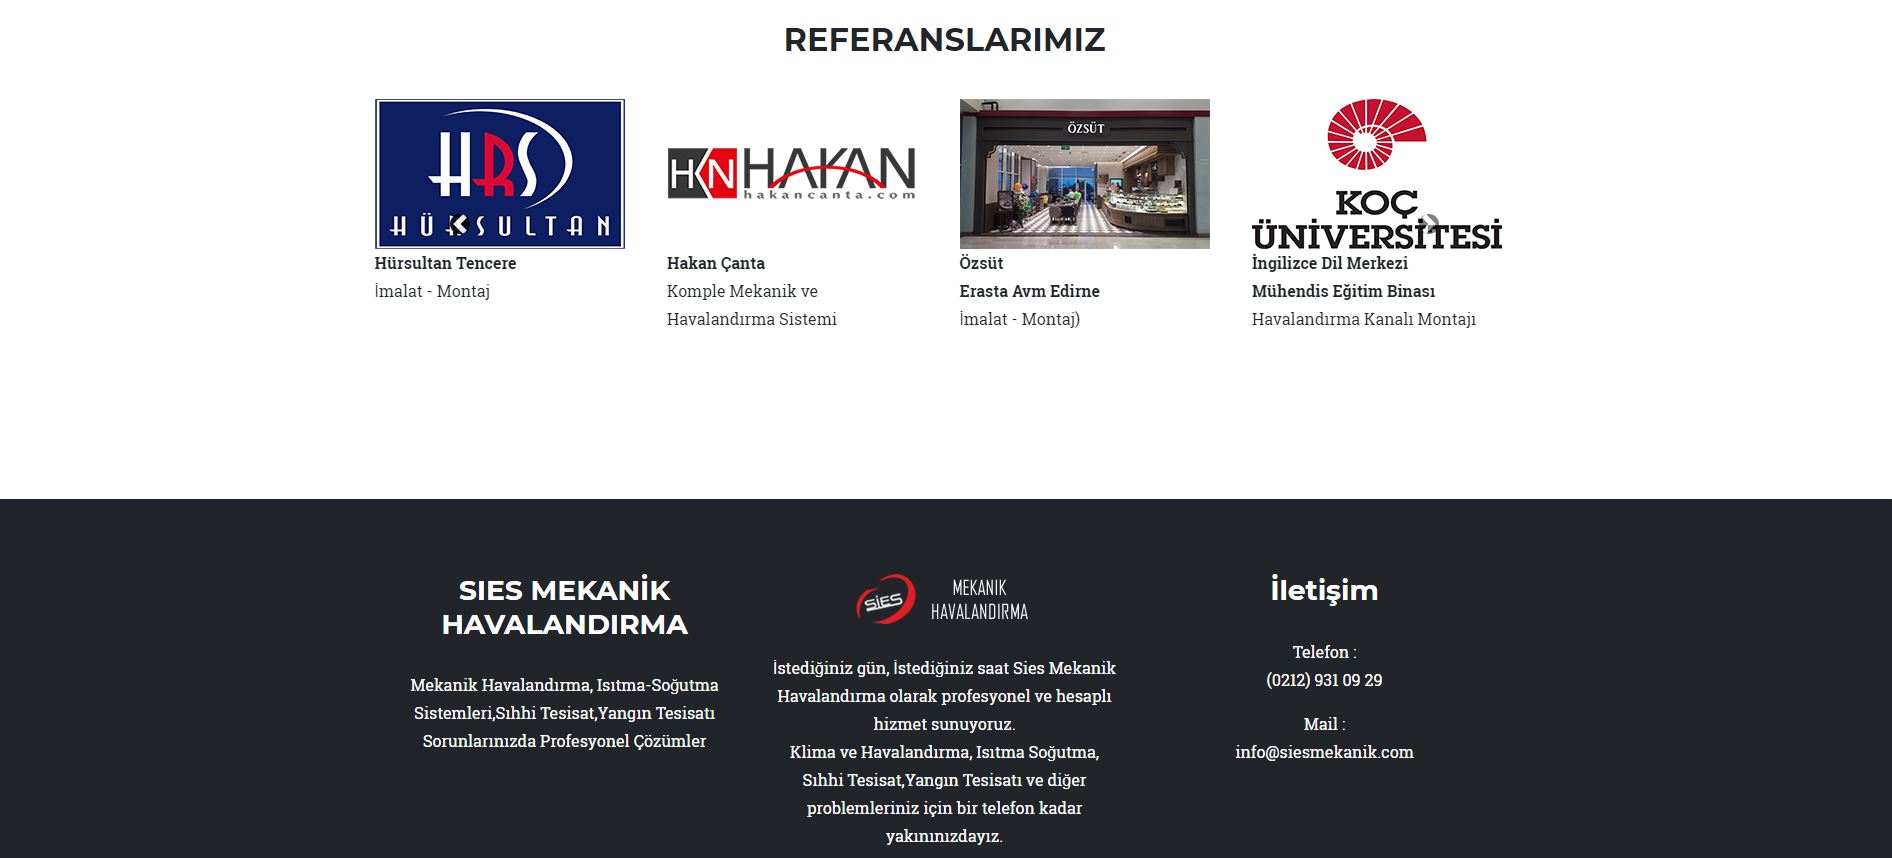 REFERANSLARIMIZ
HRS
HÜRSULTAN
Hürsultan Tencere
İmalat - Montaj
HKN HAKAN
hakancanta.com
Hakan Çanta
Komple Mekanik ve
Havalandırma Sistemi
ÖZSÜT
Özsüt
Erasta Avm Edirne
İmalat - Montaj)
KOÇ
ÜNİVERSİTESİ
İngilizce Dil Merkezi
Mühendis Eğitim Binası
Havalandırma Kanalı Montajı
SIES MEKANİK
HAVALANDIRMA
Mekanik Havalandırma, Isıtma-Soğutma
Sistemleri,Sıhhi Tesisat,Yangın Tesisatı
Sorunlarınızda Profesyonel Çözümler
SİES
MEKANIK
HAVALANDIRMA
İstediğiniz gün, İstediğiniz saat Sies Mekanik
Havalandırma olarak profesyonel ve hesaplı
hizmet sunuyoruz.
Klima ve Havalandırma, Isıtma Soğutma,
Sıhhi Tesisat,Yangın Tesisatı ve diğer
problemleriniz için bir telefon kadar
yakınınızdayız.
İletişim
Telefon :
(0212) 931 09 29
Mail :
info@siesmekanik.com